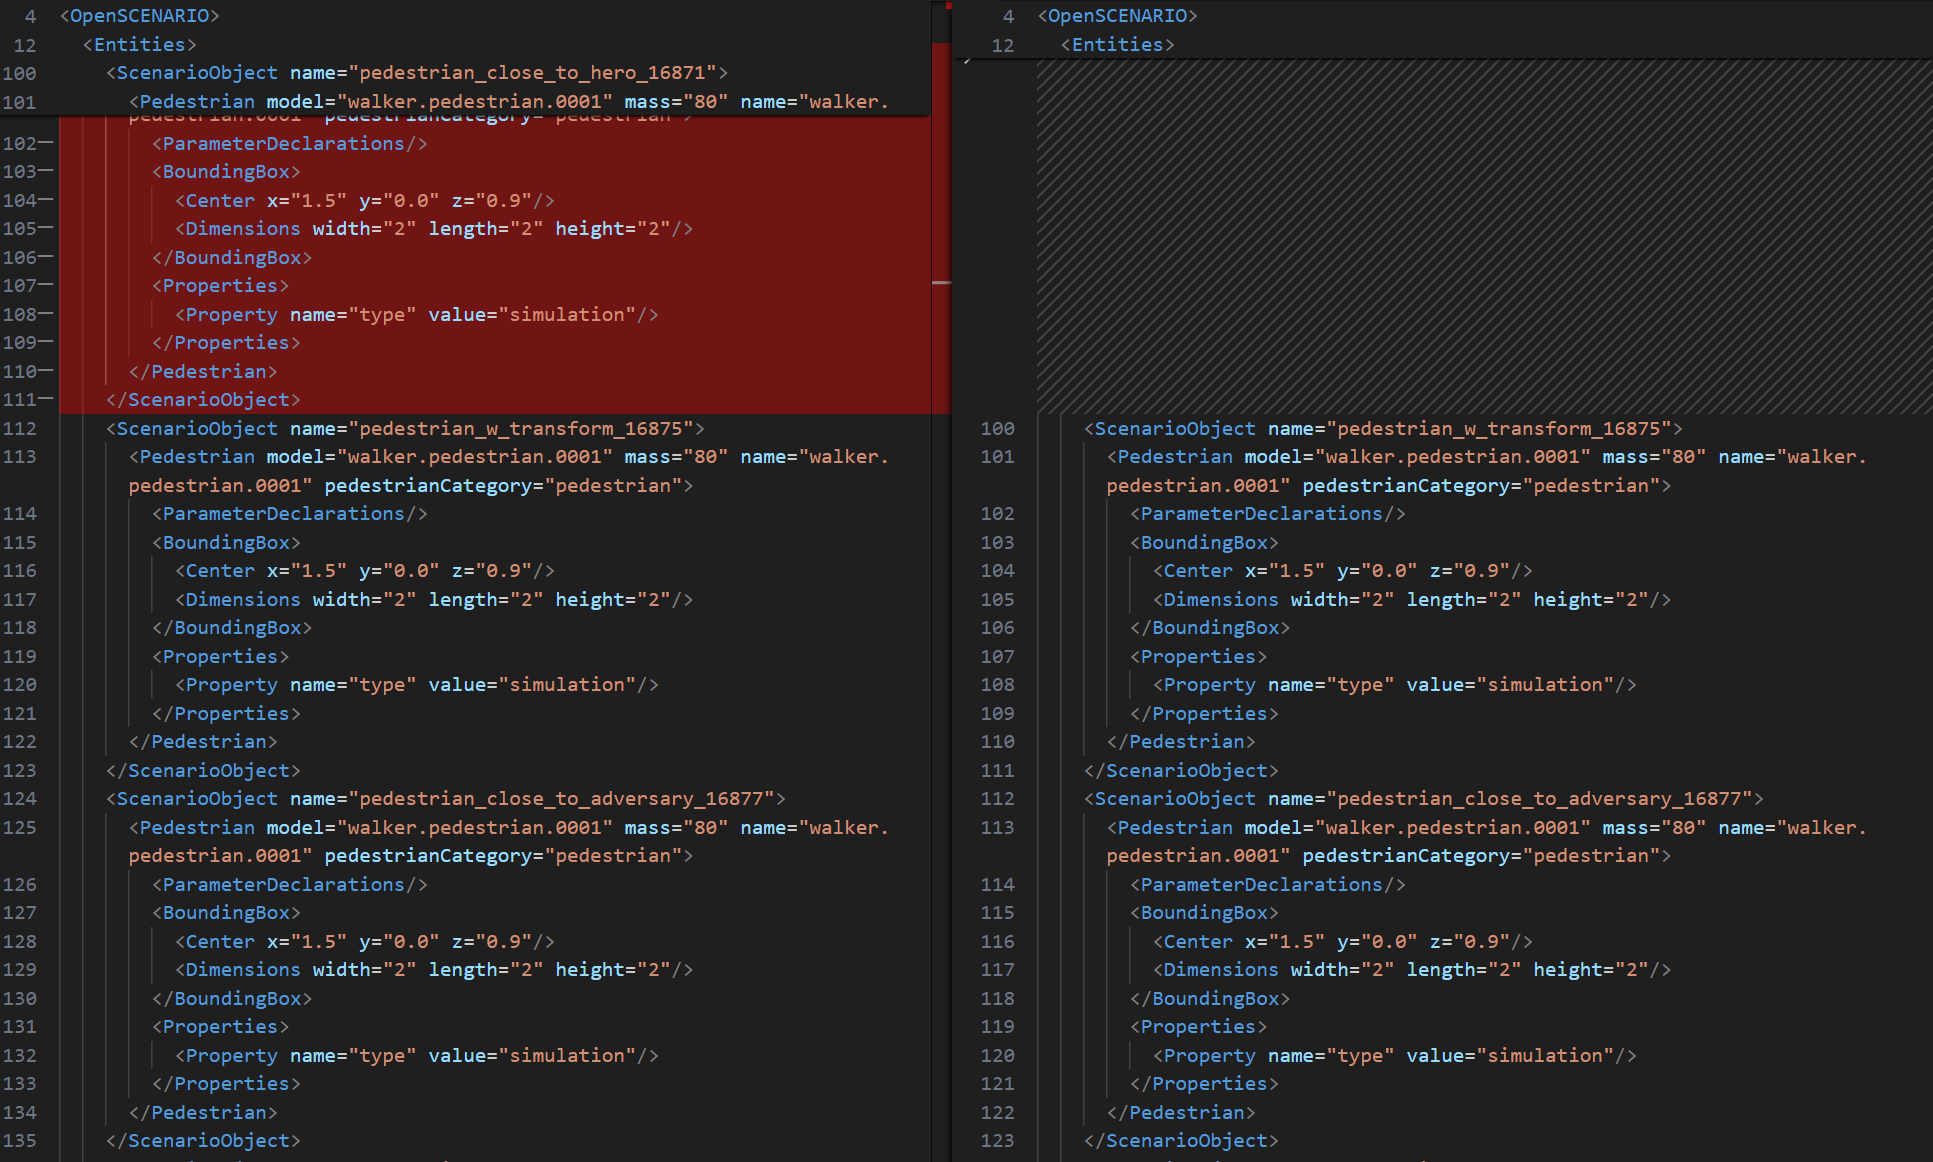 4 <OpenSCENARIO>
12 <Entities>
100 <ScenarioObject name="pedestrian_close_to_hero_16871">
101 <Pedestrian model="walker.pedestrian.0001" mass="80" name="walker.
pedestrian.0001" pedestrianCategory="pedestrian">
102— <ParameterDeclarations/>
103— <BoundingBox>
104— <Center x="1.5" y="0.0" z="0.9"/>
105— <Dimensions width="2" length="2" height="2"/>
106— </BoundingBox>
107— <Properties>
108— <Property name="type" value="simulation"/>
109— </Properties>
110— </Pedestrian>
111— </ScenarioObject>
112 <ScenarioObject name="pedestrian_w_transform_16875">
113 <Pedestrian model="walker.pedestrian.0001" mass="80" name="walker.
pedestrian.0001" pedestrianCategory="pedestrian">
114 <ParameterDeclarations/>
115 <BoundingBox>
116 <Center x="1.5" y="0.0" z="0.9"/>
117 <Dimensions width="2" length="2" height="2"/>
118 </BoundingBox>
119 <Properties>
120 <Property name="type" value="simulation"/>
121 </Properties>
122 </Pedestrian>
123 </ScenarioObject>
124 <ScenarioObject name="pedestrian_close_to_adversary_16877">
125 <Pedestrian model="walker.pedestrian.0001" mass="80" name="walker.
pedestrian.0001" pedestrianCategory="pedestrian">
126 <ParameterDeclarations/>
127 <BoundingBox>
128 <Center x="1.5" y="0.0" z="0.9"/>
129 <Dimensions width="2" length="2" height="2"/>
130 </BoundingBox>
131 <Properties>
132 <Property name="type" value="simulation"/>
133 </Properties>
134 </Pedestrian>
135 </ScenarioObject>
4 <OpenSCENARIO>
12 <Entities>
100 <ScenarioObject name="pedestrian_w_transform_16875">
101 <Pedestrian model="walker.pedestrian.0001" mass="80" name="walker.
pedestrian.0001" pedestrianCategory="pedestrian">
102 <ParameterDeclarations/>
103 <BoundingBox>
104 <Center x="1.5" y="0.0" z="0.9"/>
105 <Dimensions width="2" length="2" height="2"/>
106 </BoundingBox>
107 <Properties>
108 <Property name="type" value="simulation"/>
109 </Properties>
110 </Pedestrian>
111 </ScenarioObject>
112 <ScenarioObject name="pedestrian_close_to_adversary_16877">
113 <Pedestrian model="walker.pedestrian.0001" mass="80" name="walker.
pedestrian.0001" pedestrianCategory="pedestrian">
114 <ParameterDeclarations/>
115 <BoundingBox>
116 <Center x="1.5" y="0.0" z="0.9"/>
117 <Dimensions width="2" length="2" height="2"/>
118 </BoundingBox>
119 <Properties>
120 <Property name="type" value="simulation"/>
121 </Properties>
122 </Pedestrian>
123 </ScenarioObject>